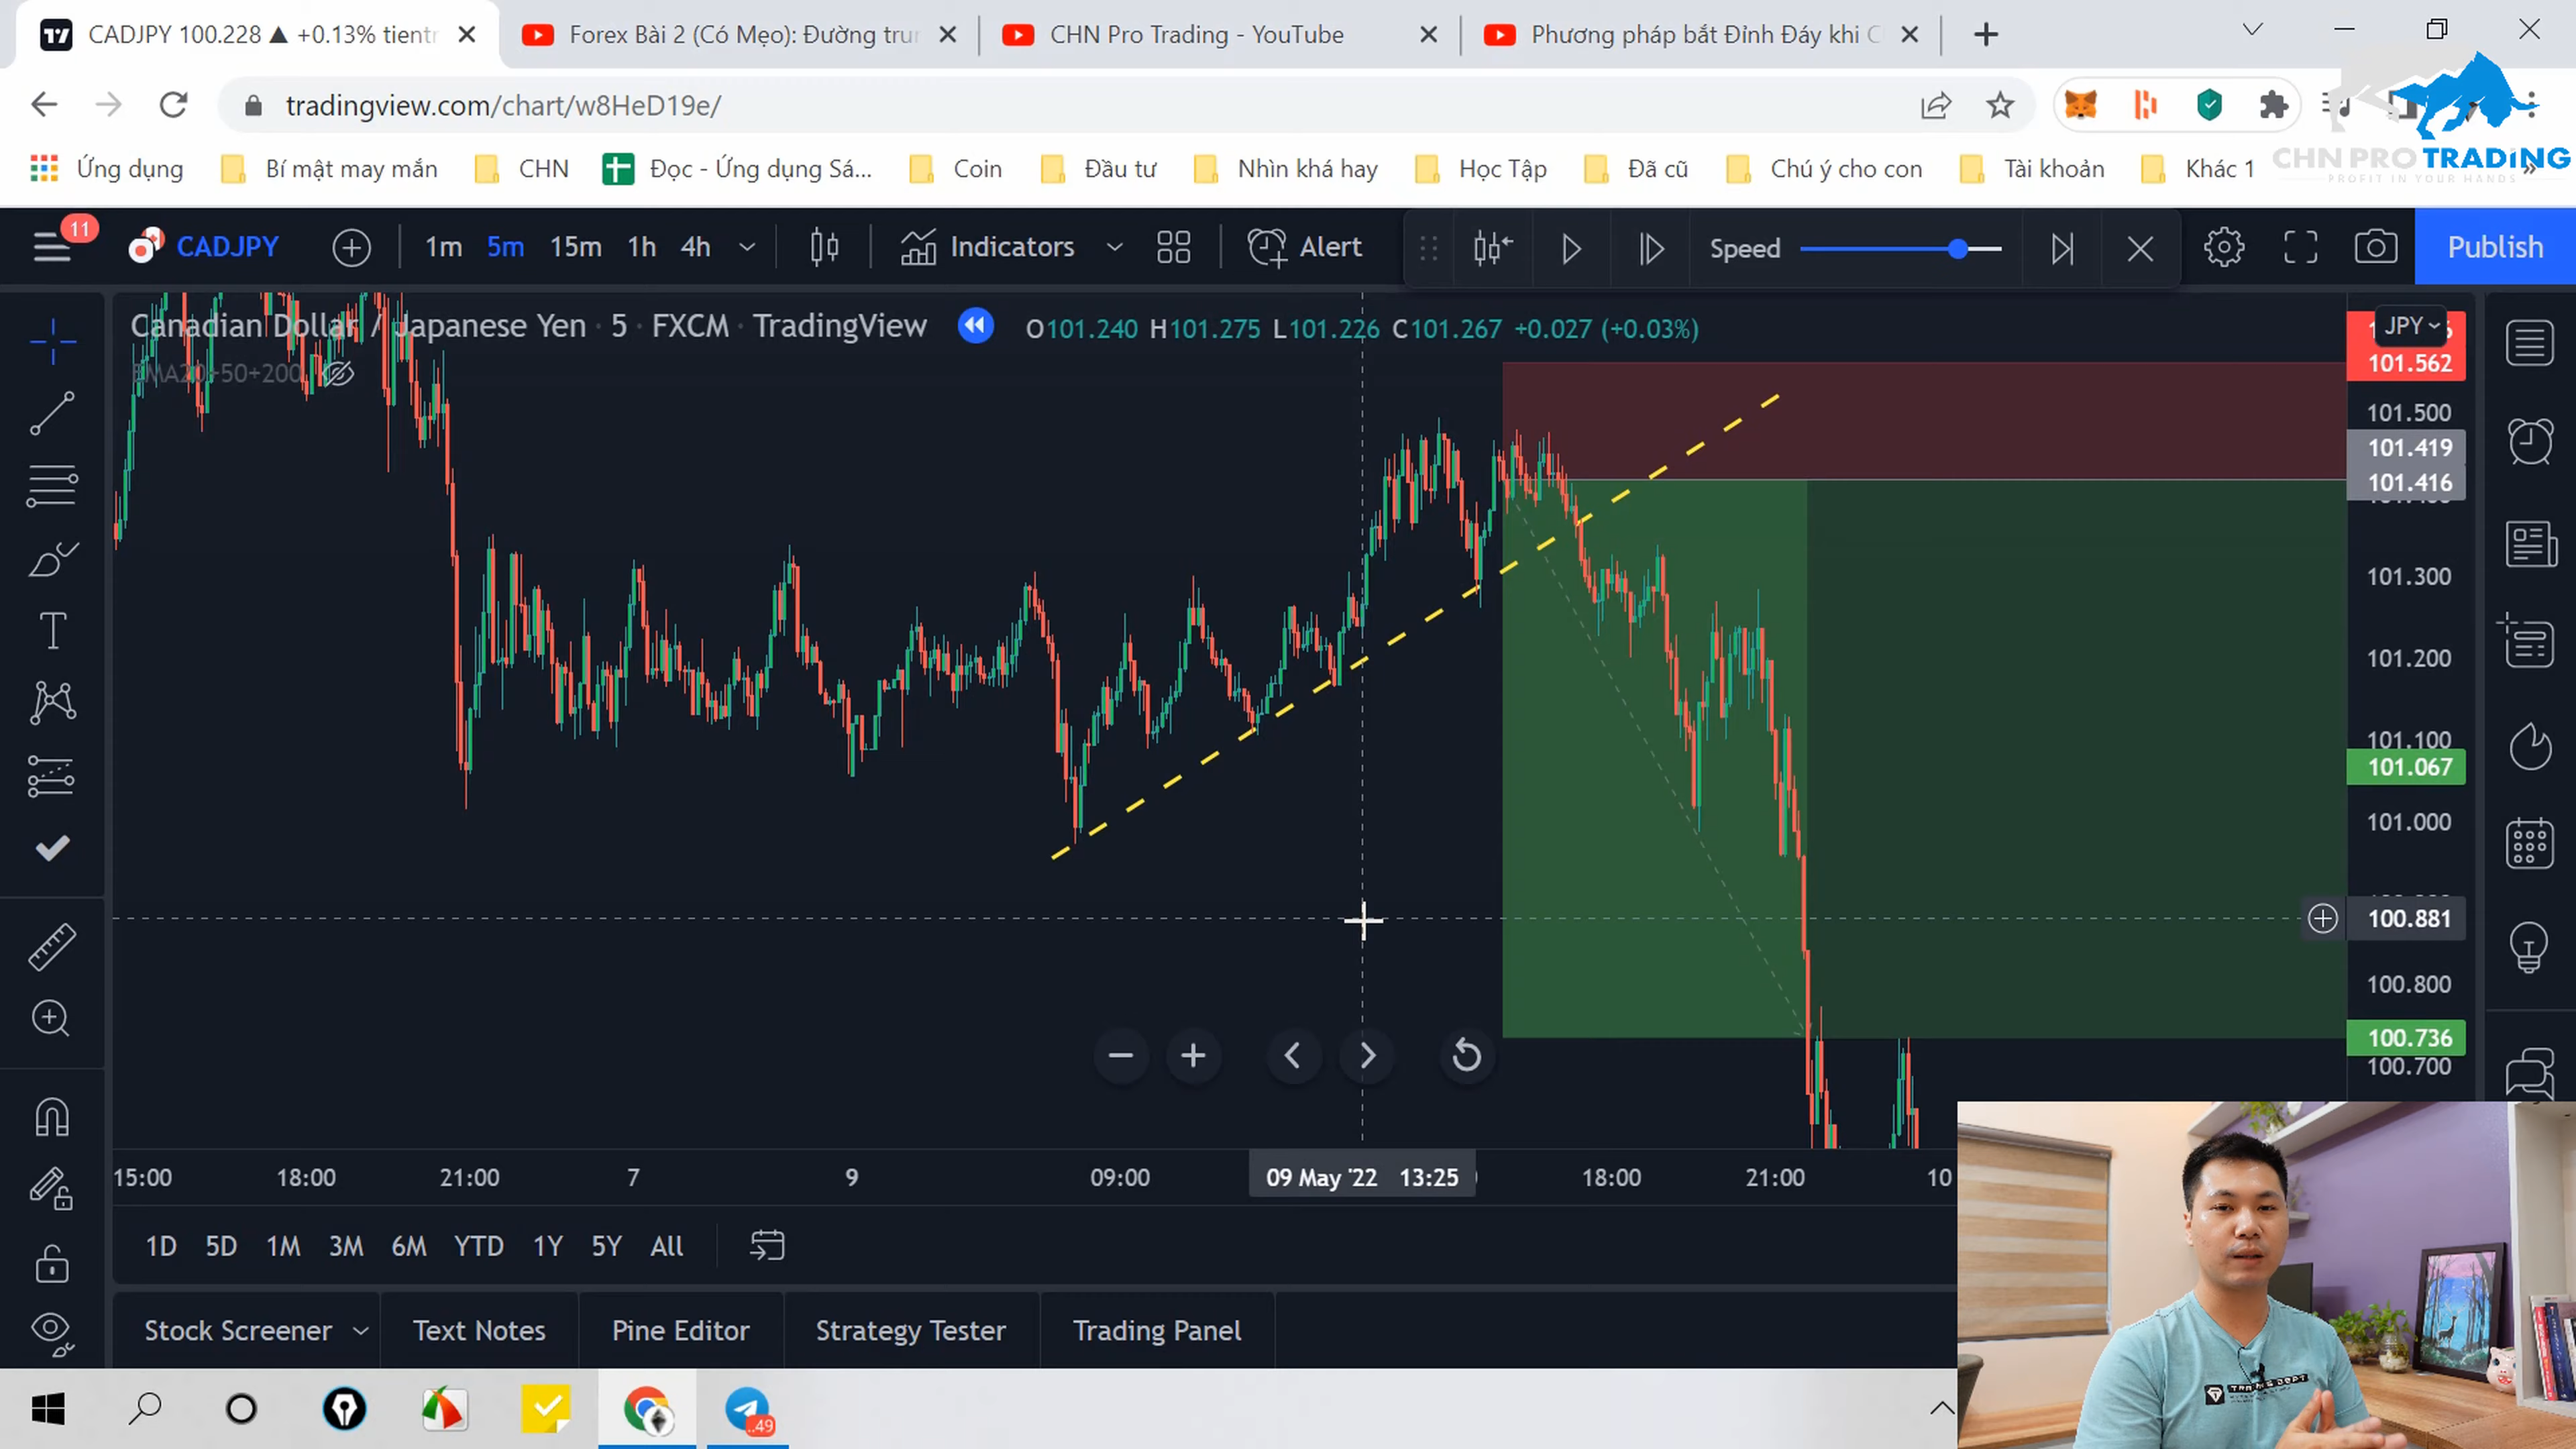 CADJPY 100.228 ▲ +0.13% tientr
Forex Bài 2 (Có Mẹo): Đường trun
CHN Pro Trading - YouTube
Phương pháp bắt Đỉnh Đáy khi C
tradingview.com/chart/w8HeD19e/
CHN PRO TRADING
PROFIT IN YOUR HANDS
Ứng dụng
Bí mật may mắn
CHN
Đọc - Ứng dụng Sá...
Coin
Đầu tư
Nhìn khá hay
Học Tập
Đã cũ
Chú ý cho con
Tài khoản
Khác 1
11
CADJPY
1m 5m 15m 1h 4h
Indicators
Alert
Speed
Publish
Canadian Dollar / Japanese Yen · 5 · FXCM · TradingView
O101.240 H101.275 L101.226 C101.267 +0.027 (+0.03%)
EMA20+50+200
JPY
101.562
101.500
101.419
101.416
101.300
101.200
101.100
101.067
101.000
100.881
100.800
100.736
100.700
15:00 18:00 21:00 7 9 09:00 09 May '22 13:25 18:00 21:00 10
1D 5D 1M 3M 6M YTD 1Y 5Y All
Stock Screener
Text Notes
Pine Editor
Strategy Tester
Trading Panel
..49